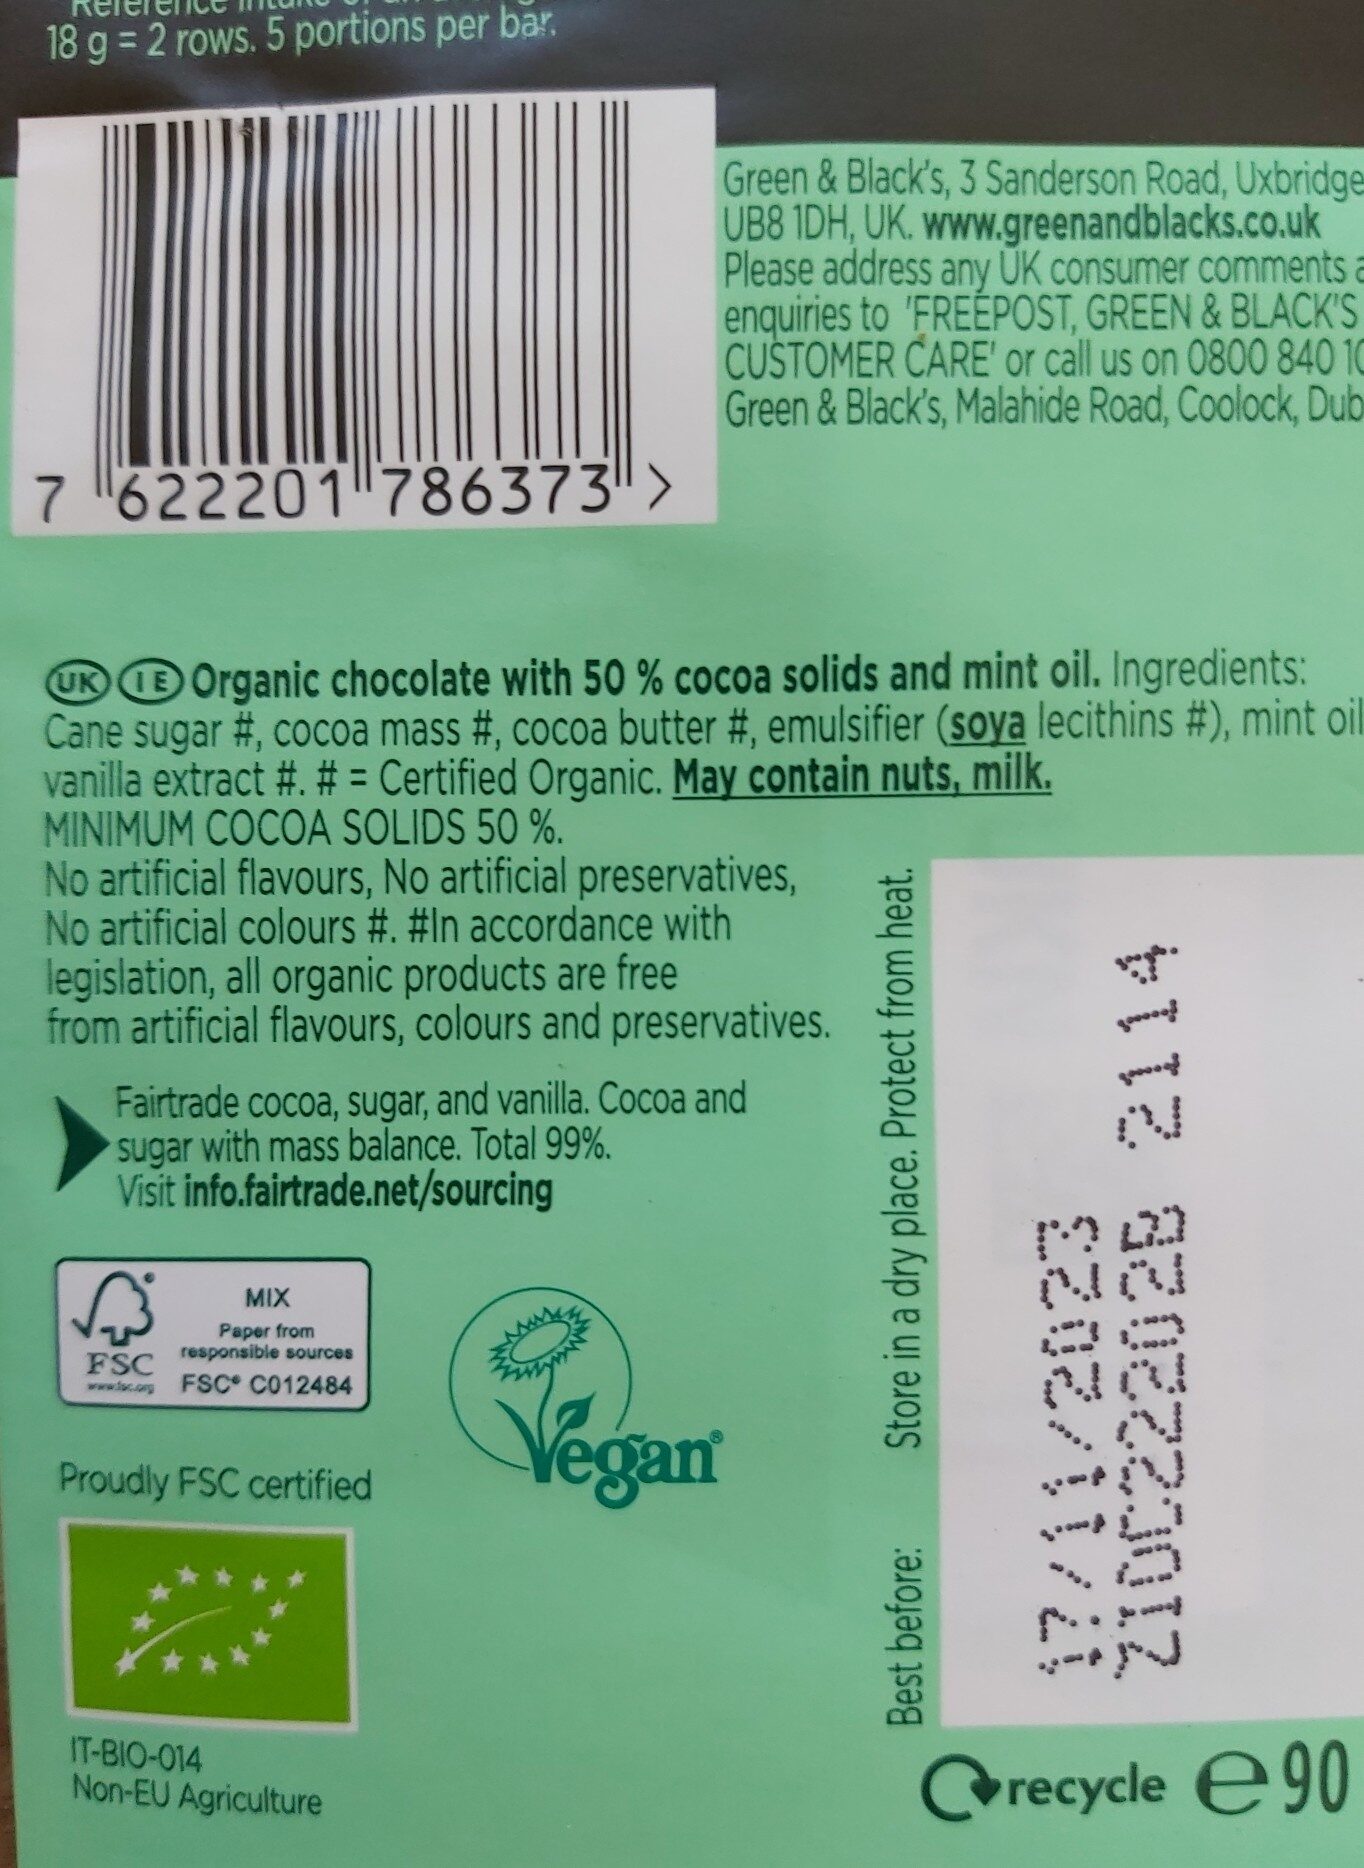 Reference
18 g = 2 rows. 5 portions per bar.
7 622201 786373 >
Green & Black's, 3 Sanderson Road, Uxbridge
UB8 1DH, UK. www.greenandblacks.co.uk
Please address any UK consumer comments
enquiries to 'FREEPOST, GREEN & BLACK'S
CUSTOMER CARE' or call us on 0800 840 10
Green & Black's, Malahide Road, Coolock, Dub
UK IE Organic chocolate with 50 % cocoa solids and mint oil. Ingredients:
Cane sugar #, cocoa mass #, cocoa butter #, emulsifier (soya lecithins #), mint oil
vanilla extract #. # = Certified Organic. May contain nuts, milk.
MINIMUM COCOA SOLIDS 50 %.
No artificial flavours, No artificial preservatives,
No artificial colours #. #In accordance with
legislation, all organic products are free
from artificial flavours, colours and preservatives.
Fairtrade cocoa, sugar, and vanilla. Cocoa and
sugar with mass balance. Total 99%.
Visit info.fairtrade.net/sourcing
FSC
www.fsc.org
MIX
Paper from
responsible sources
FSC® C012484
Proudly FSC certified
Vegan®
IT-BIO-014
Non-EU Agriculture
Best before: Store in a dry place. Protect from heat.
17/11/2023
2114
recycle e 90